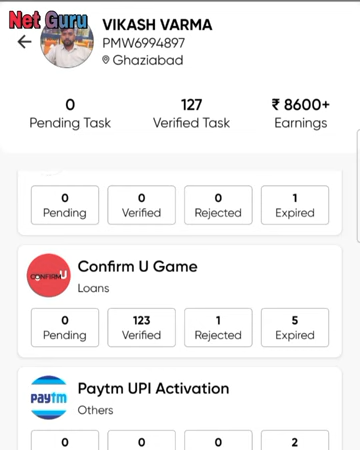 Net Guru
VIKASH VARMA
PMW6994897
Ghaziabad
0 127 ₹ 8600+
Pending Task Verified Task Earnings
0 0 0 1
Pending Verified Rejected Expired
CONFIRM U
Confirm U Game
Loans
0 123 1 5
Pending Verified Rejected Expired
paytm
Paytm UPI Activation
Others
0 0 0 2